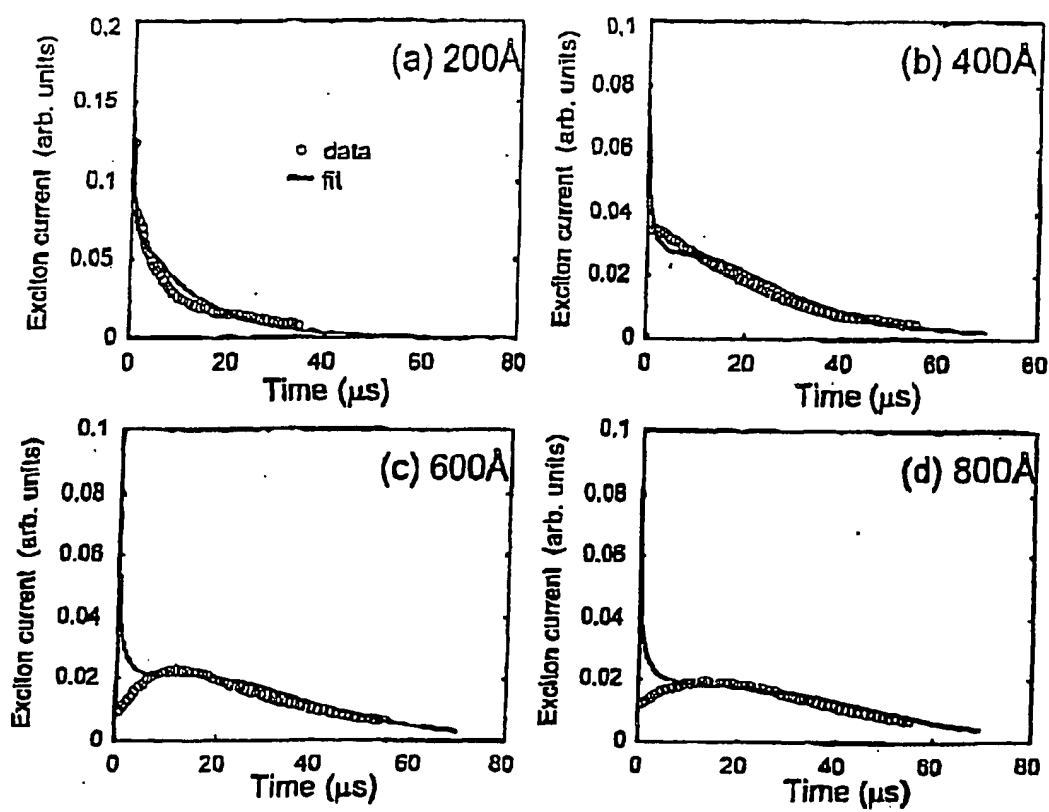 (a) 200Å
Exciton current (arb. units)
0.2
0.15
0.1
0.05
0
data
fit
0 20 40 60 80
Time (μs)
(b) 400Å
Exciton current (arb. units)
0.1
0.08
0.06
0.04
0.02
0
0 20 40 60 80
Time (μs)
(c) 600Å
Exciton current (arb. units)
0.1
0.08
0.06
0.04
0.02
0
0 20 40 60 80
Time (μs)
(d) 800Å
Exciton current (arb. units)
0.1
0.08
0.06
0.04
0.02
0
0 20 40 60 80
Time (μs)